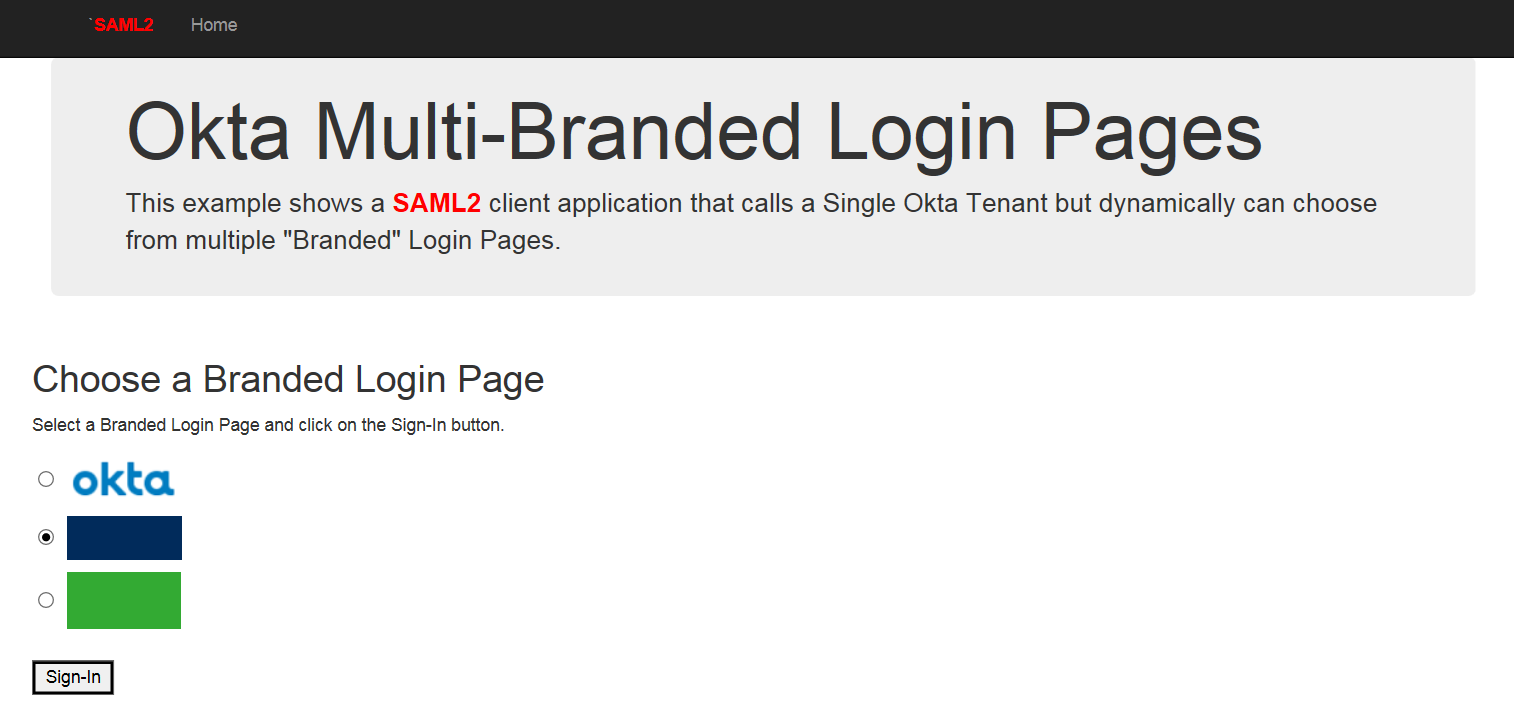 `SAML2 Home
Okta Multi-Branded Login Pages
This example shows a SAML2 client application that calls a Single Okta Tenant but dynamically can choose
from multiple "Branded" Login Pages.
Choose a Branded Login Page
Select a Branded Login Page and click on the Sign-In button.
okta
Sign-In